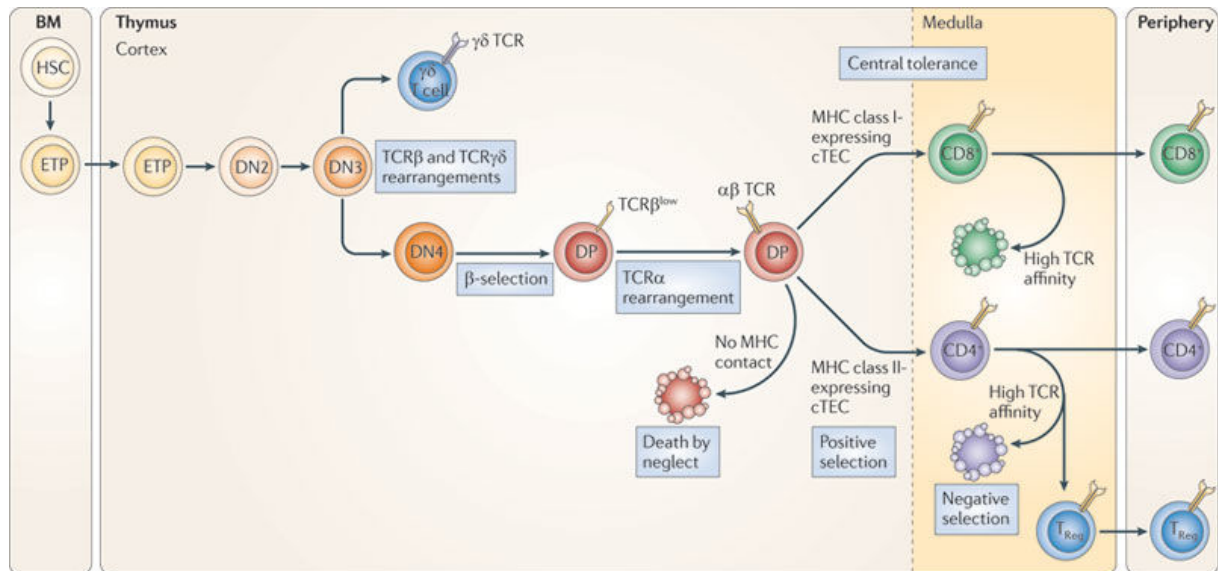 BM
Thymus
Cortex
Medulla
Periphery
HSC
ETP
ETP
DN2
DN3
γδ TCR
γδ
T cell
TCRβ and TCRγδ
rearrangements
DN4
β-selection
TCRβlow
DP
TCRα
rearrangement
αβ TCR
DP
No MHC
contact
Death by
neglect
Central tolerance
MHC class I-
expressing
cTEC
MHC class II-
expressing
cTEC
Positive
selection
CD8+
High TCR
affinity
CD4+
High TCR
affinity
Negative
selection
TReg
CD8+
CD4+
TReg